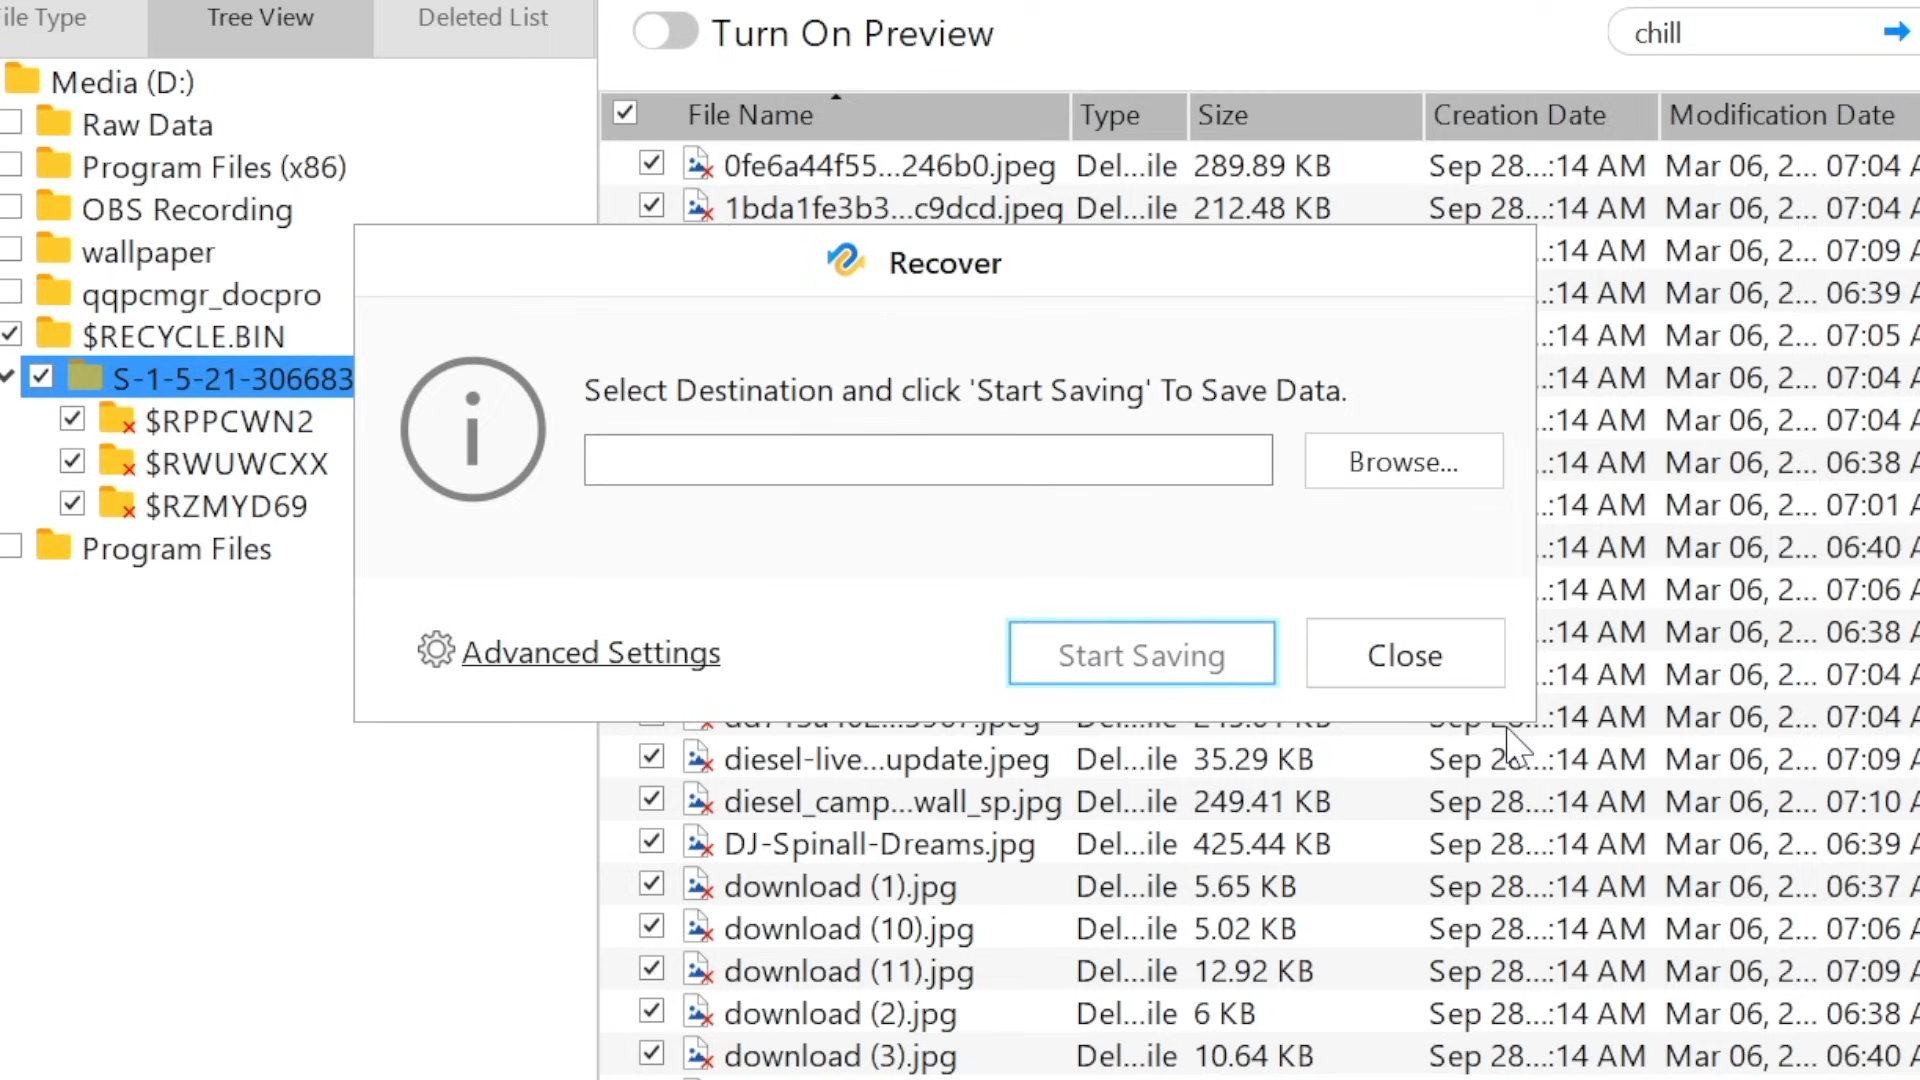 ile Type
Tree View
Deleted List
Media (D:)
Raw Data
Program Files (x86)
OBS Recording
wallpaper
qqpcmgr_docpro
$RECYCLE.BIN
S-1-5-21-306683
$RPPCWN2
$RWUWCXX
$RZMYD69
Program Files
Turn On Preview
chill
File Name Type Size Creation Date Modification Date
0fe6a44f55...246b0.jpeg Del...ile 289.89 KB Sep 28...:14 AM Mar 06, 2... 07:04 A
1bda1fe3b3...c9dcd.jpeg Del...ile 212.48 KB Sep 28...:14 AM Mar 06, 2... 07:04 A
...:14 AM Mar 06, 2... 07:09 A
...:14 AM Mar 06, 2... 06:39 A
...:14 AM Mar 06, 2... 07:05 A
...:14 AM Mar 06, 2... 07:04 A
...:14 AM Mar 06, 2... 07:04 A
...:14 AM Mar 06, 2... 06:38 A
...:14 AM Mar 06, 2... 07:01 A
...:14 AM Mar 06, 2... 06:40 A
...:14 AM Mar 06, 2... 07:06 A
...:14 AM Mar 06, 2... 06:38 A
...:14 AM Mar 06, 2... 07:04 A
...:14 AM Mar 06, 2... 07:04 A
diesel-live...update.jpeg Del...ile 35.29 KB Sep 2...:14 AM Mar 06, 2... 07:09 A
diesel_camp...wall_sp.jpg Del...ile 249.41 KB Sep 28...:14 AM Mar 06, 2... 07:10 A
DJ-Spinall-Dreams.jpg Del...ile 425.44 KB Sep 28...:14 AM Mar 06, 2... 06:39 A
download (1).jpg Del...ile 5.65 KB Sep 28...:14 AM Mar 06, 2... 06:37 A
download (10).jpg Del...ile 5.02 KB Sep 28...:14 AM Mar 06, 2... 07:06 A
download (11).jpg Del...ile 12.92 KB Sep 28...:14 AM Mar 06, 2... 07:09 A
download (2).jpg Del...ile 6 KB Sep 28...:14 AM Mar 06, 2... 06:38 A
download (3).jpg Del...ile 10.64 KB Sep 28...:14 AM Mar 06, 2... 06:40 A
Recover
Select Destination and click 'Start Saving' To Save Data.
Browse...
Advanced Settings
Start Saving
Close